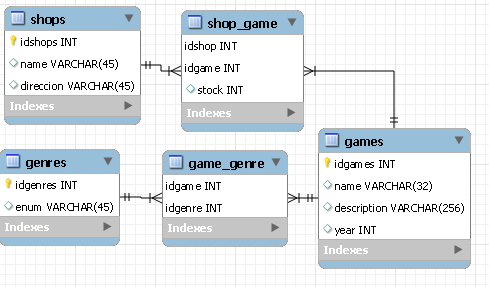 shops
idshops INT
name VARCHAR(45)
direccion VARCHAR(45)
Indexes
shop_game
idshop INT
idgame INT
stock INT
Indexes
genres
idgenres INT
enum VARCHAR(45)
Indexes
game_genre
idgame INT
idgenre INT
Indexes
games
idgames INT
name VARCHAR(32)
description VARCHAR(256)
year INT
Indexes